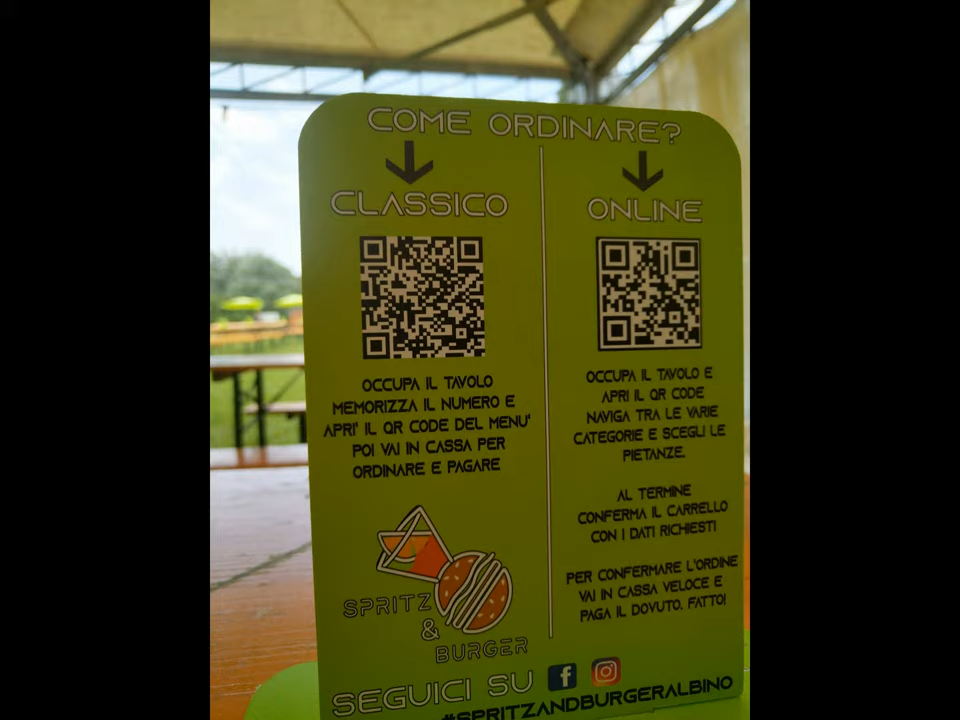 COME ORDINARE?
CLASSICO
OCCUPA IL TAVOLO
MEMORIZZA IL NUMERO E
APRI' IL QR CODE DEL MENU'
POI VAI IN CASSA PER
ORDINARE E PAGARE
SPRITZ
&
BURGER
ONLINE
OCCUPA IL TAVOLO E
APRI IL QR CODE
NAVIGA TRA LE VARIE
CATEGORIE E SCEGLI LE
PIETANZE.
AL TERMINE
CONFERMA IL CARRELLO
CON I DATI RICHIESTI
PER CONFERMARE L'ORDINE
VAI IN CASSA VELOCE E
PAGA IL DOVUTO. FATTO!
SEGUICI SU
#SPRITZANDBURGERALBINO